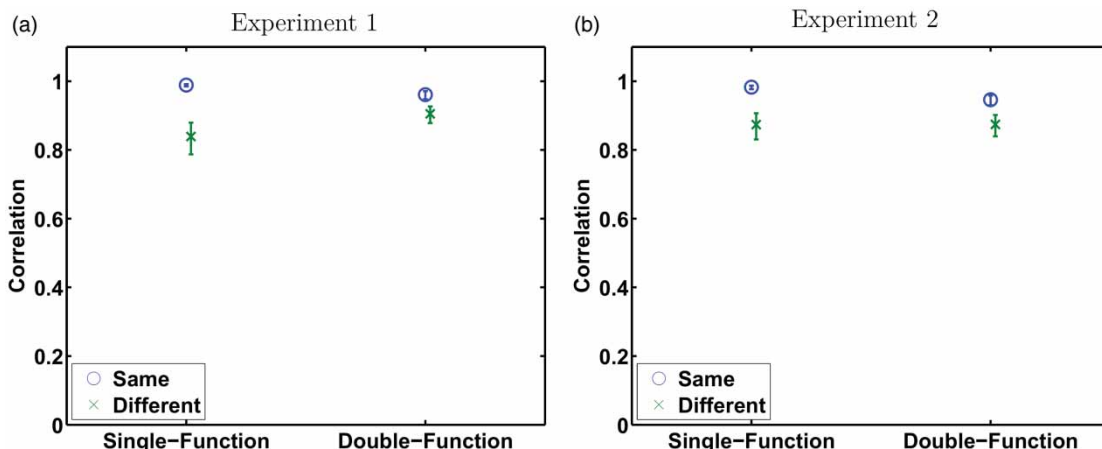 (a)
Experiment 1
Correlation
1
0.8
0.6
0.4
0.2
0
Same
Different
Single-Function
Double-Function
(b)
Experiment 2
Correlation
1
0.8
0.6
0.4
0.2
0
Same
Different
Single-Function
Double-Function